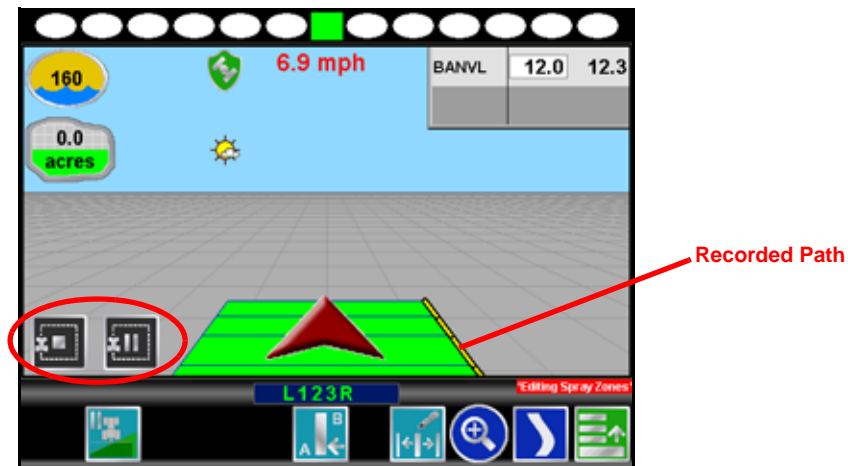 6.9 mph
BANVL 12.0 12.3
160
0.0
acres
Recorded Path
L123R
*Editing Spray Zones*
A B